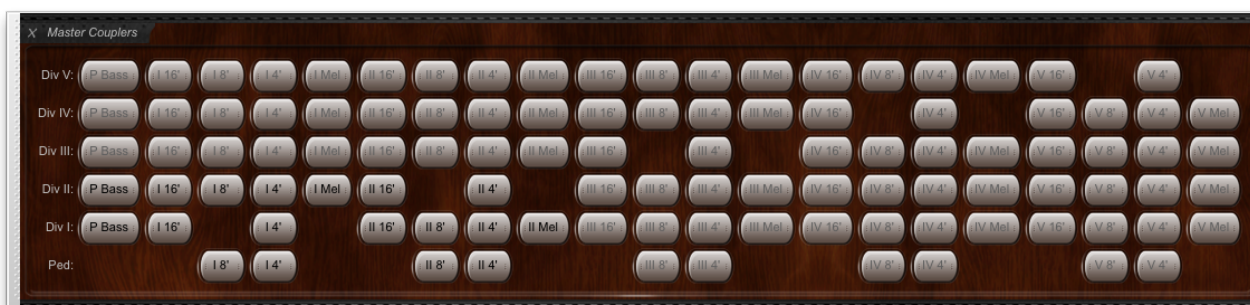 X Master Couplers
Div V: P Bass I 16' I 8' I 4' I Mel II 16' II 8' II 4' II Mel III 16' III 8' III 4' III Mel IV 16' IV 8' IV 4' IV Mel V 16' V 4'
Div IV: P Bass I 16' I 8' I 4' I Mel II 16' II 8' II 4' II Mel III 16' III 8' III 4' III Mel IV 16' IV 4' V 16' V 8' V 4' V Mel
Div III: P Bass I 16' I 8' I 4' I Mel II 16' II 8' II 4' II Mel III 16' III 4' IV 16' IV 8' IV 4' IV Mel V 16' V 8' V 4' V Mel
Div II: P Bass I 16' I 8' I 4' I Mel II 16' II 4' III 16' III 8' III 4' III Mel IV 16' IV 8' IV 4' IV Mel V 16' V 8' V 4' V Mel
Div I: P Bass I 16' I 4' II 16' II 8' II 4' II Mel III 16' III 8' III 4' III Mel IV 16' IV 8' IV 4' IV Mel V 16' V 8' V 4' V Mel
Ped: I 8' I 4' II 8' II 4' III 8' III 4' IV 8' IV 4' V 8' V 4'